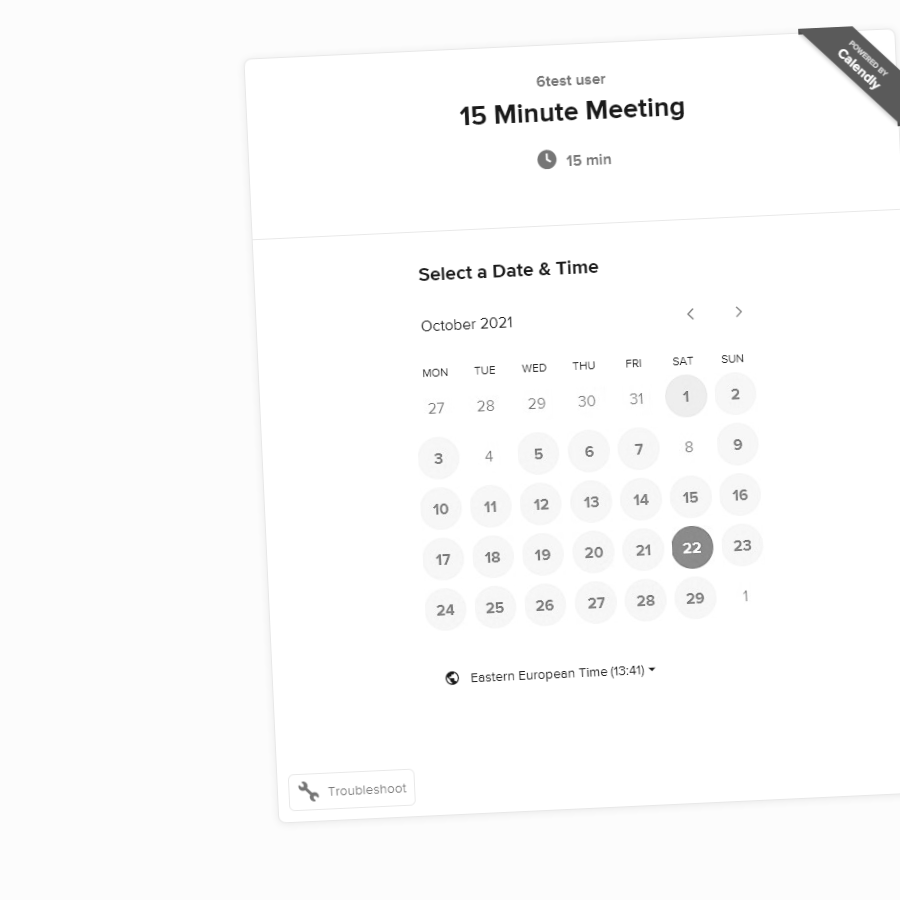 POWERED BY
Calendly
6test user
15 Minute Meeting
15 min
Select a Date & Time
October 2021
MON TUE WED THU FRI SAT SUN
27 28 29 30 31 1 2
3 4 5 6 7 8 9
10 11 12 13 14 15 16
17 18 19 20 21 22 23
24 25 26 27 28 29 1
Eastern European Time (13:41)
Troubleshoot